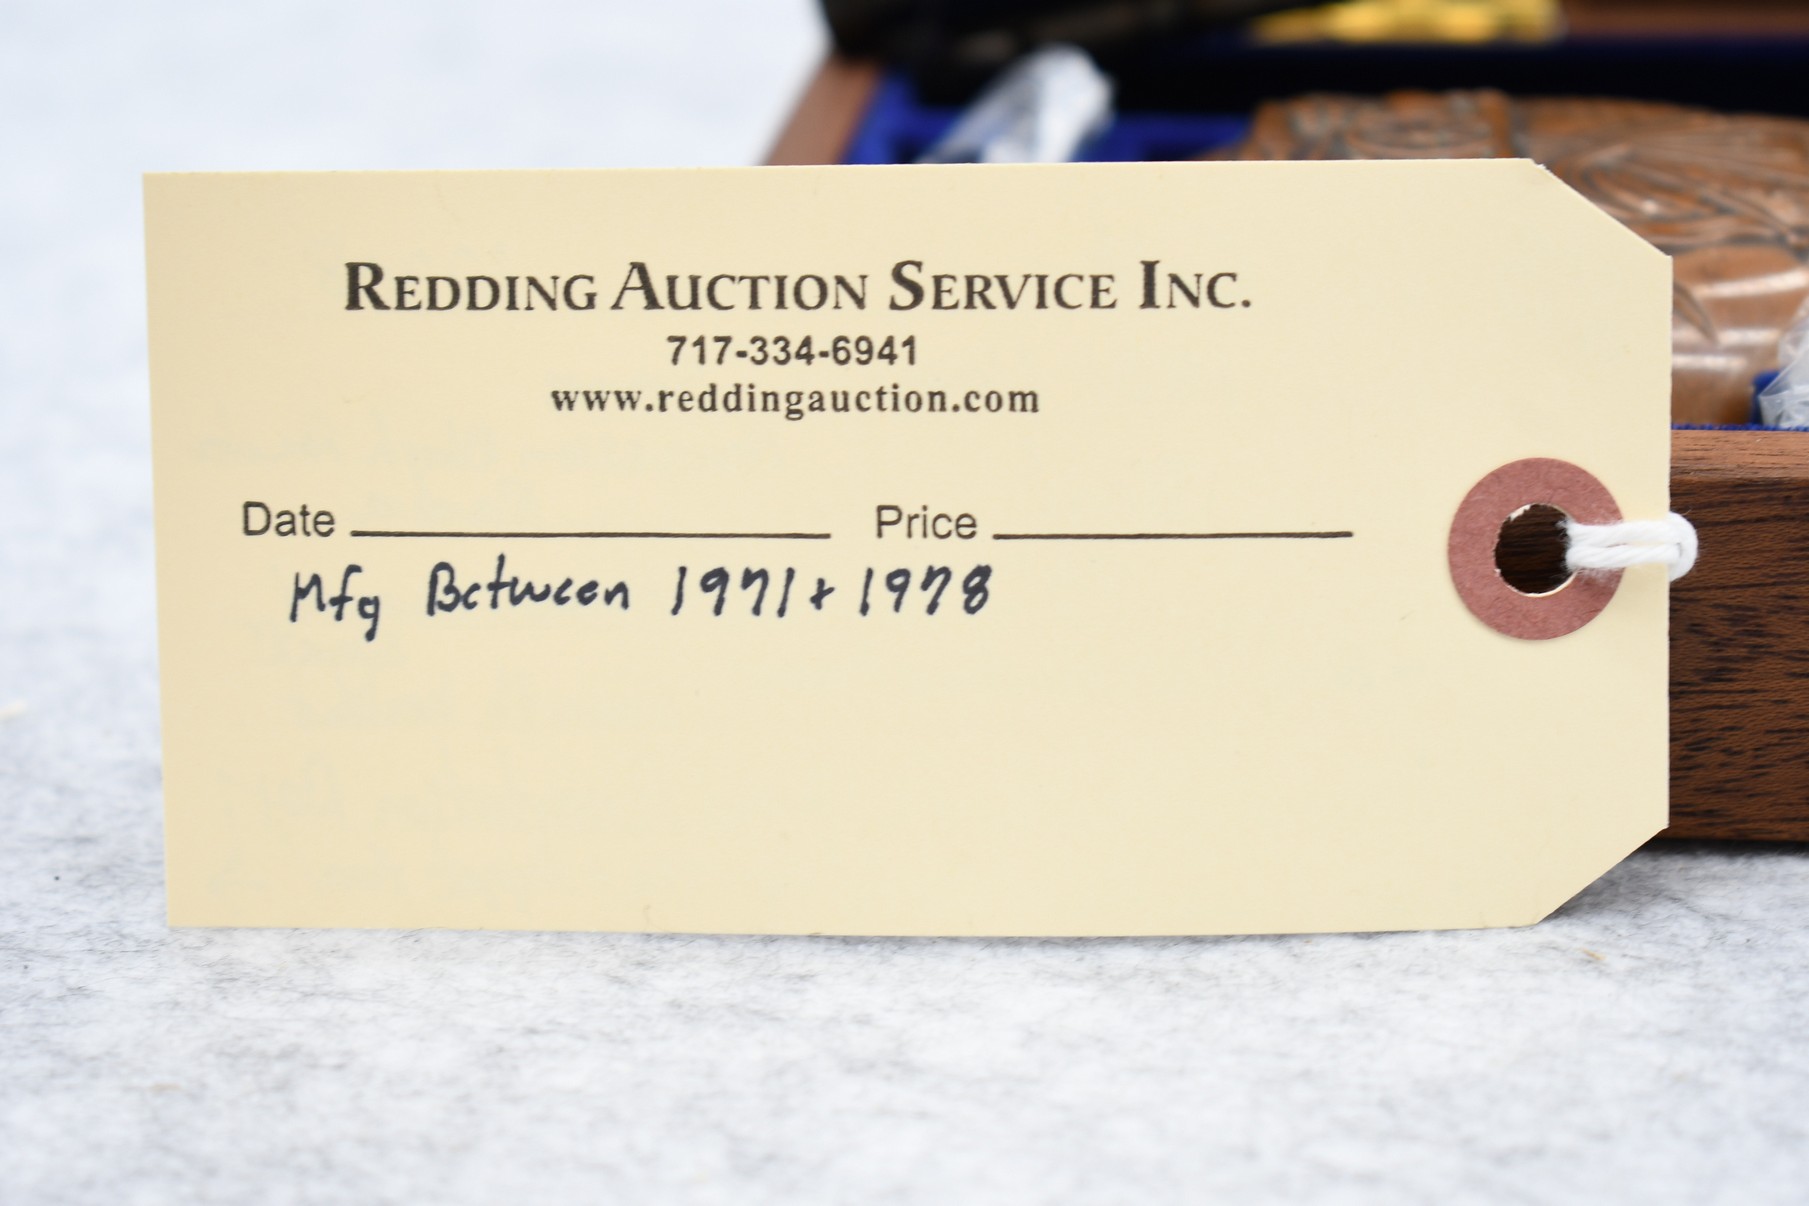 REDDING AUCTION SERVICE INC.
717-334-6941
www.reddingauction.com
Date Price
Mfg Between 1971 + 1978